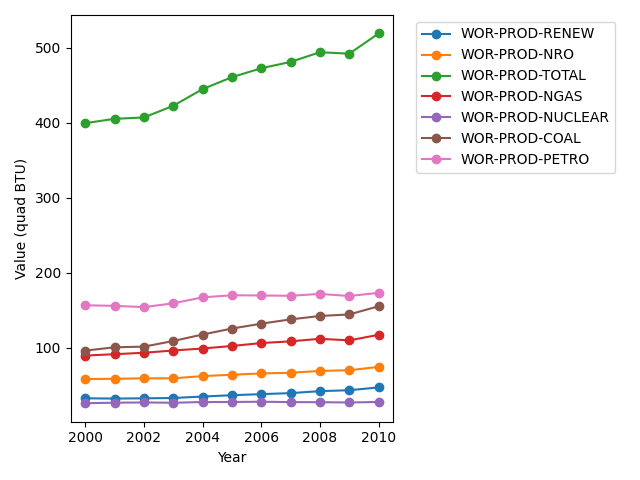 500
400
300
200
100
Value (quad BTU)
2000 2002 2004 2006 2008 2010
Year
WOR-PROD-RENEW
WOR-PROD-NRO
WOR-PROD-TOTAL
WOR-PROD-NGAS
WOR-PROD-NUCLEAR
WOR-PROD-COAL
WOR-PROD-PETRO